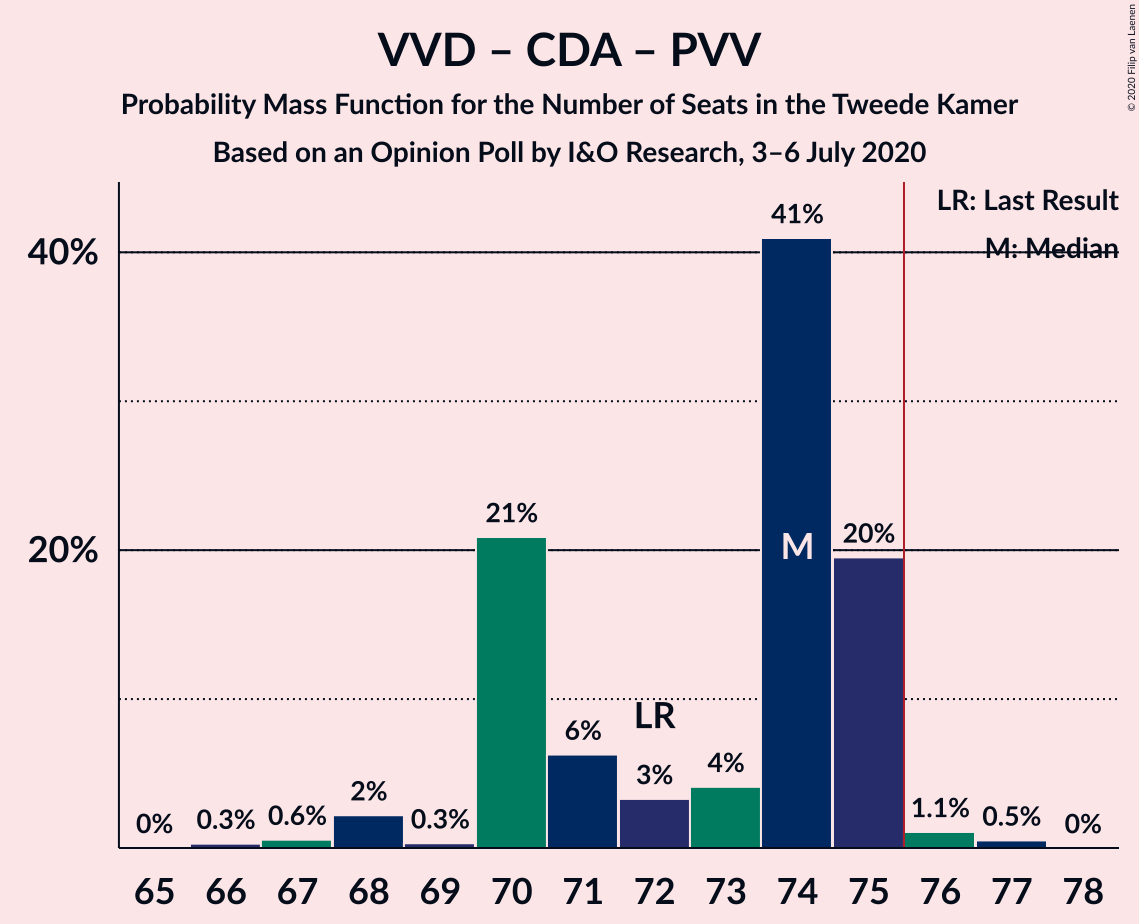 VVD – CDA – PVV
Probability Mass Function for the Number of Seats in the Tweede Kamer
Based on an Opinion Poll by I&O Research, 3–6 July 2020
© 2020 Filip van Laenen
LR: Last Result
M: Median
40%
20%
0%
0.3%
0.6%
2%
0.3%
21%
6%
LR
3%
4%
41%
M
20%
1.1%
0.5%
0%
65 66 67 68 69 70 71 72 73 74 75 76 77 78